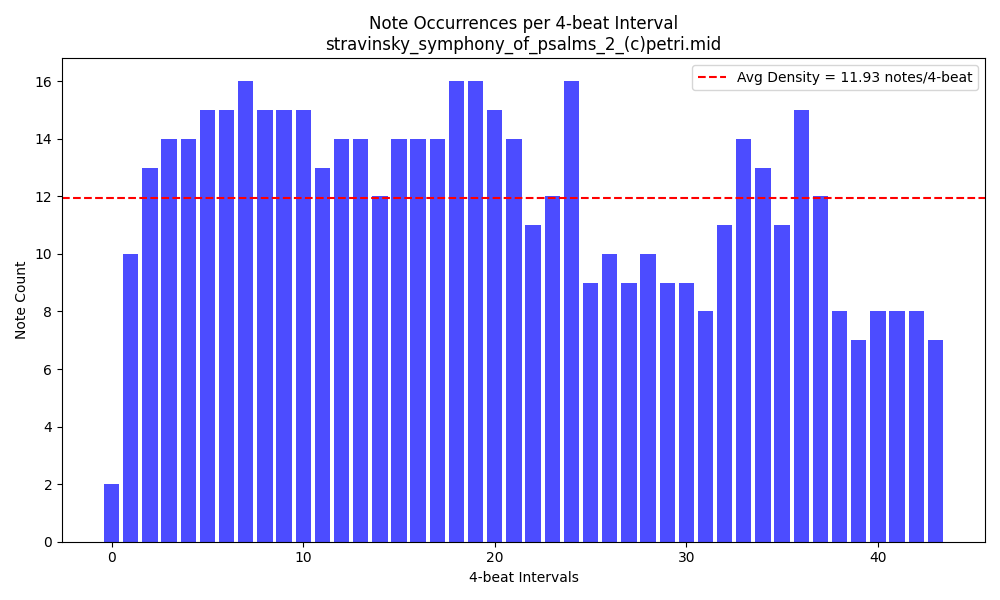 Note Occurrences per 4-beat Interval
stravinsky_symphony_of_psalms_2_(c)petri.mid
Avg Density = 11.93 notes/4-beat
16
14
12
10
8
6
4
2
0
Note Count
0 10 20 30 40
4-beat Intervals